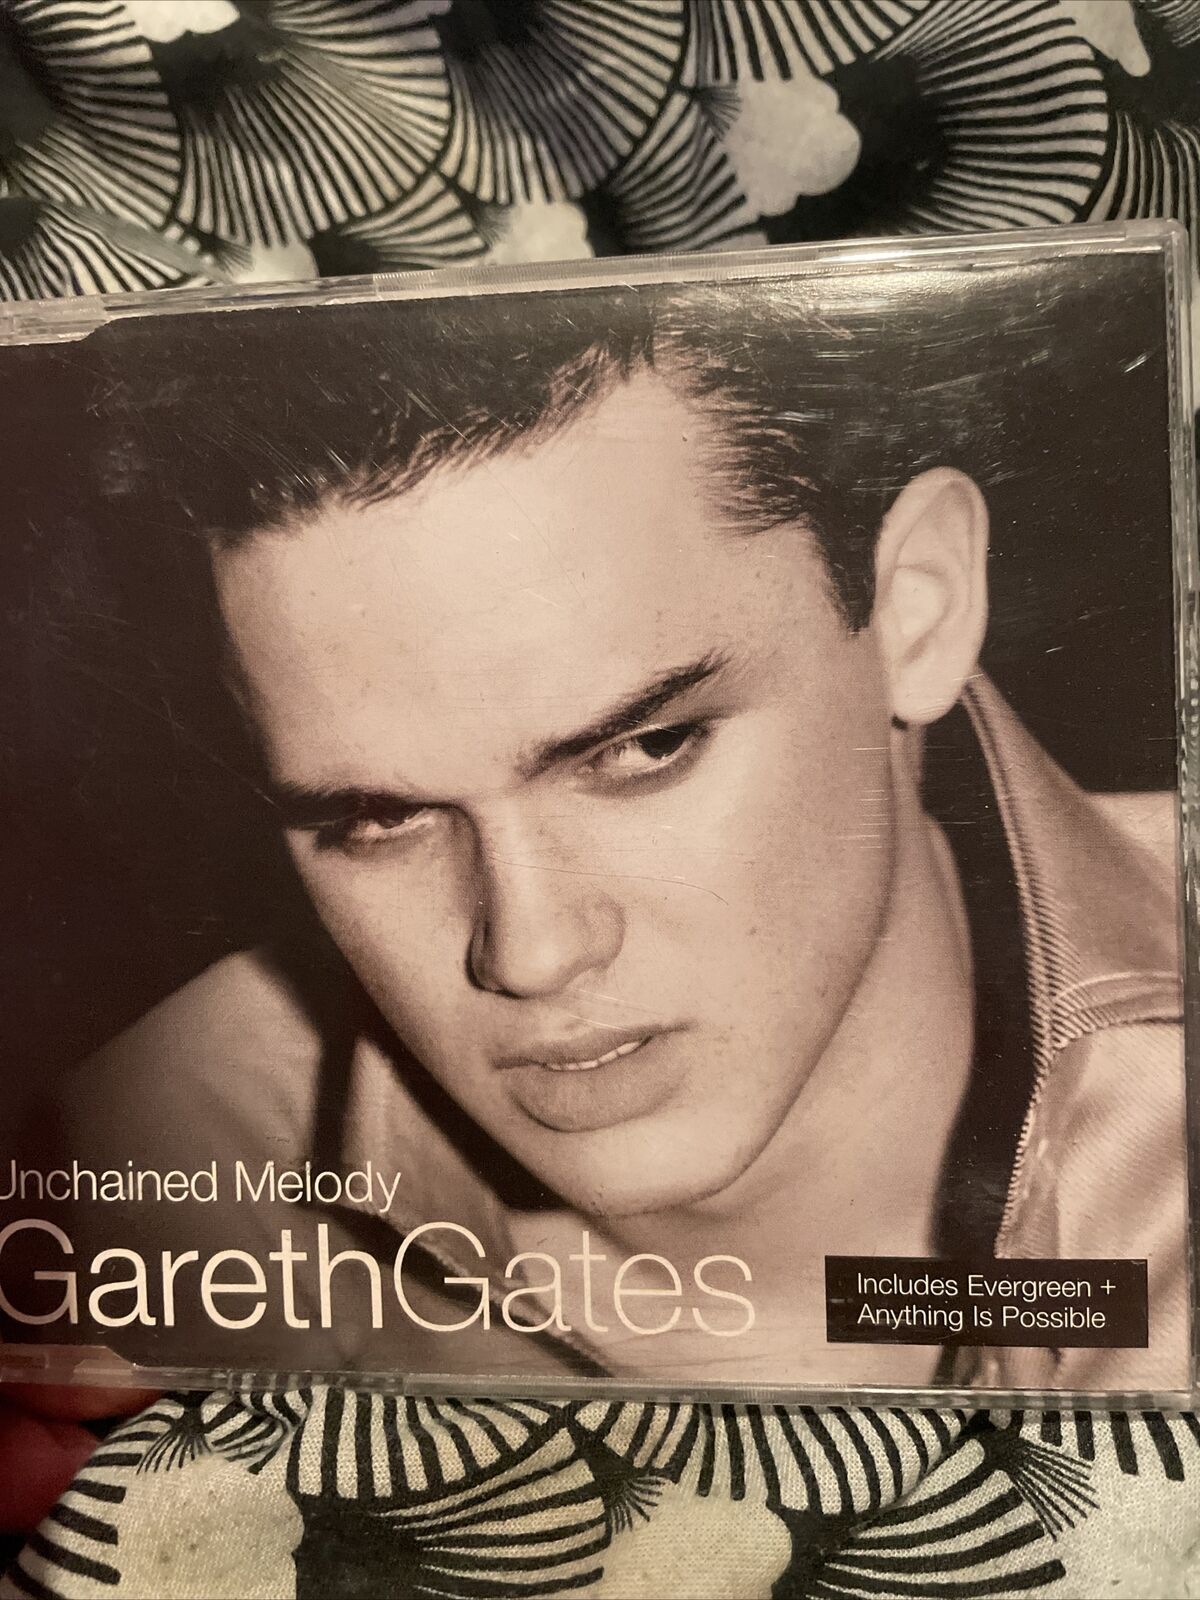 Unchained Melody
GarethGates
Includes Evergreen +
Anything Is Possible